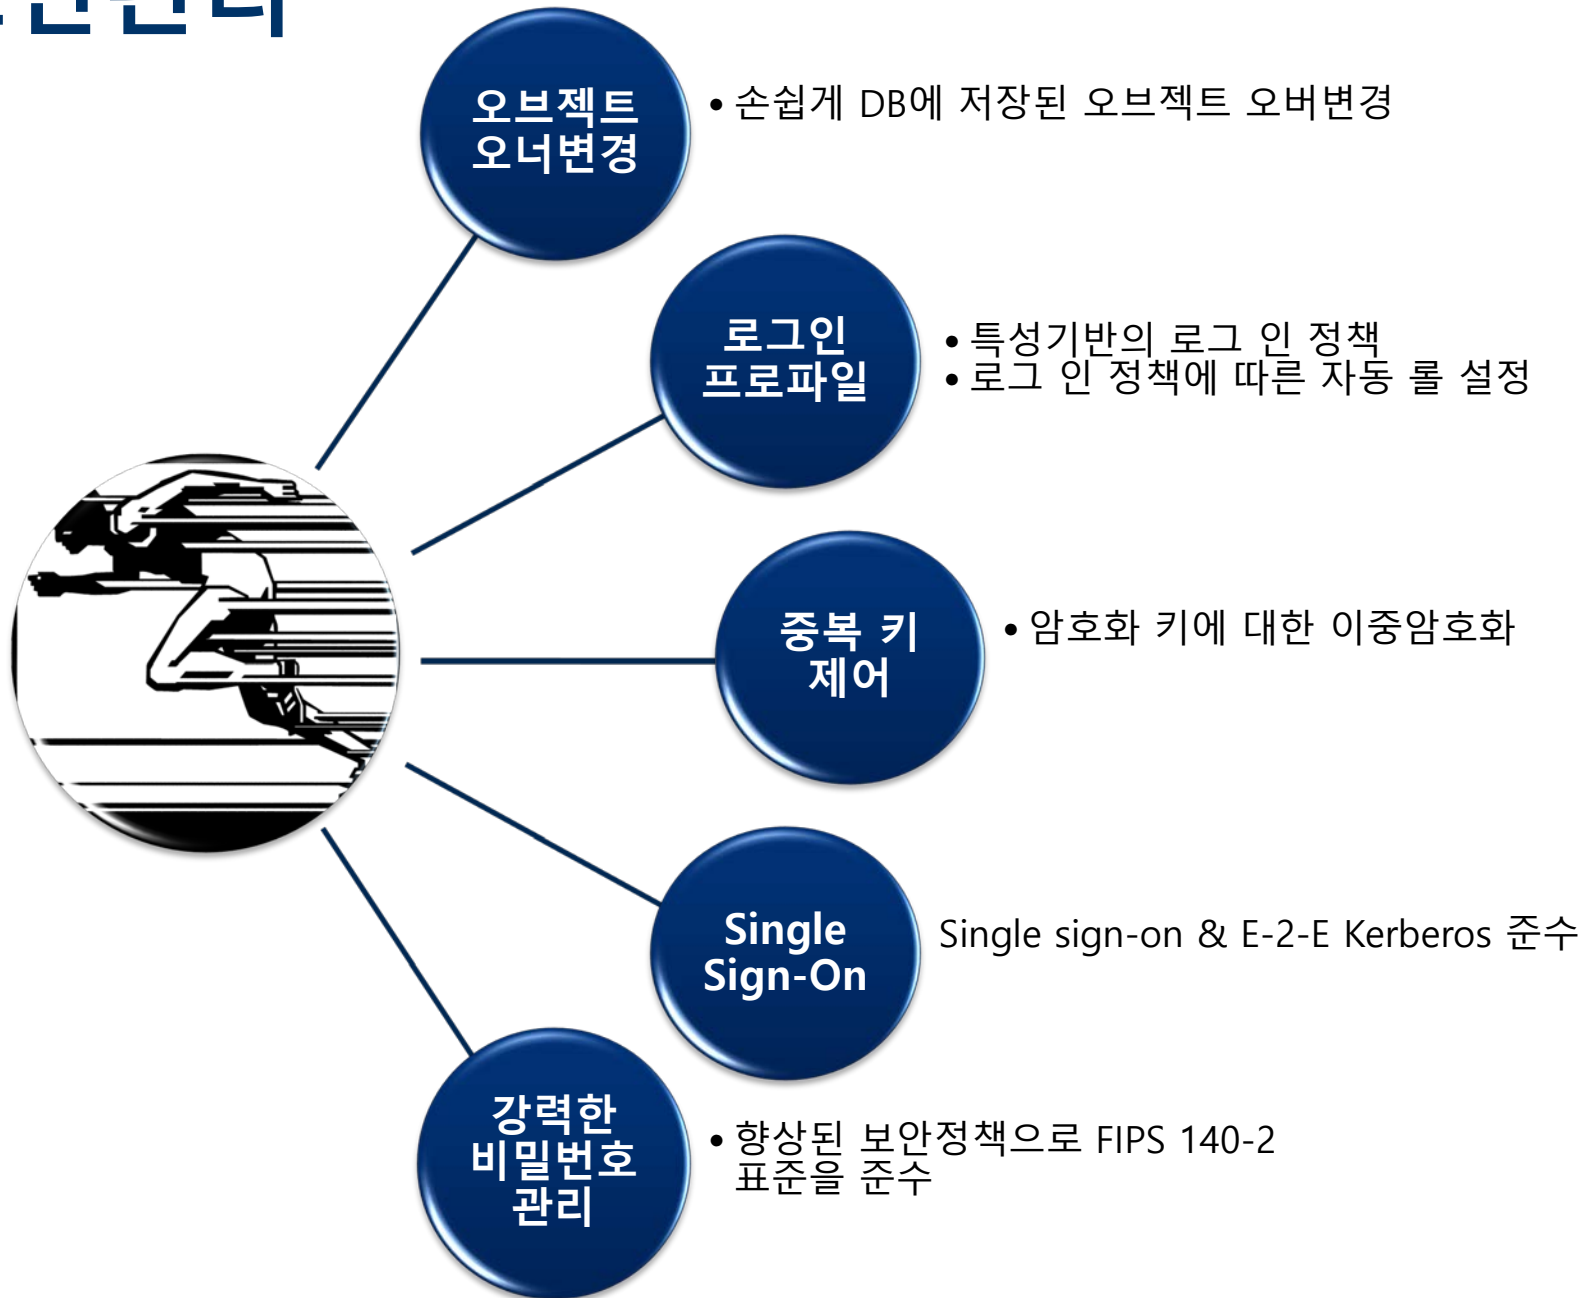 오브젝트
오너변경
• 손쉽게 DB에 저장된 오브젝트 오버변경
로그인
프로파일
• 특성기반의 로그 인 정책
• 로그 인 정책에 따른 자동 롤 설정
중복 키
제어
• 암호화 키에 대한 이중암호화
Single
Sign-On
Single sign-on & E-2-E Kerberos 준수
강력한
비밀번호
관리
• 향상된 보안정책으로 FIPS 140-2
표준을 준수